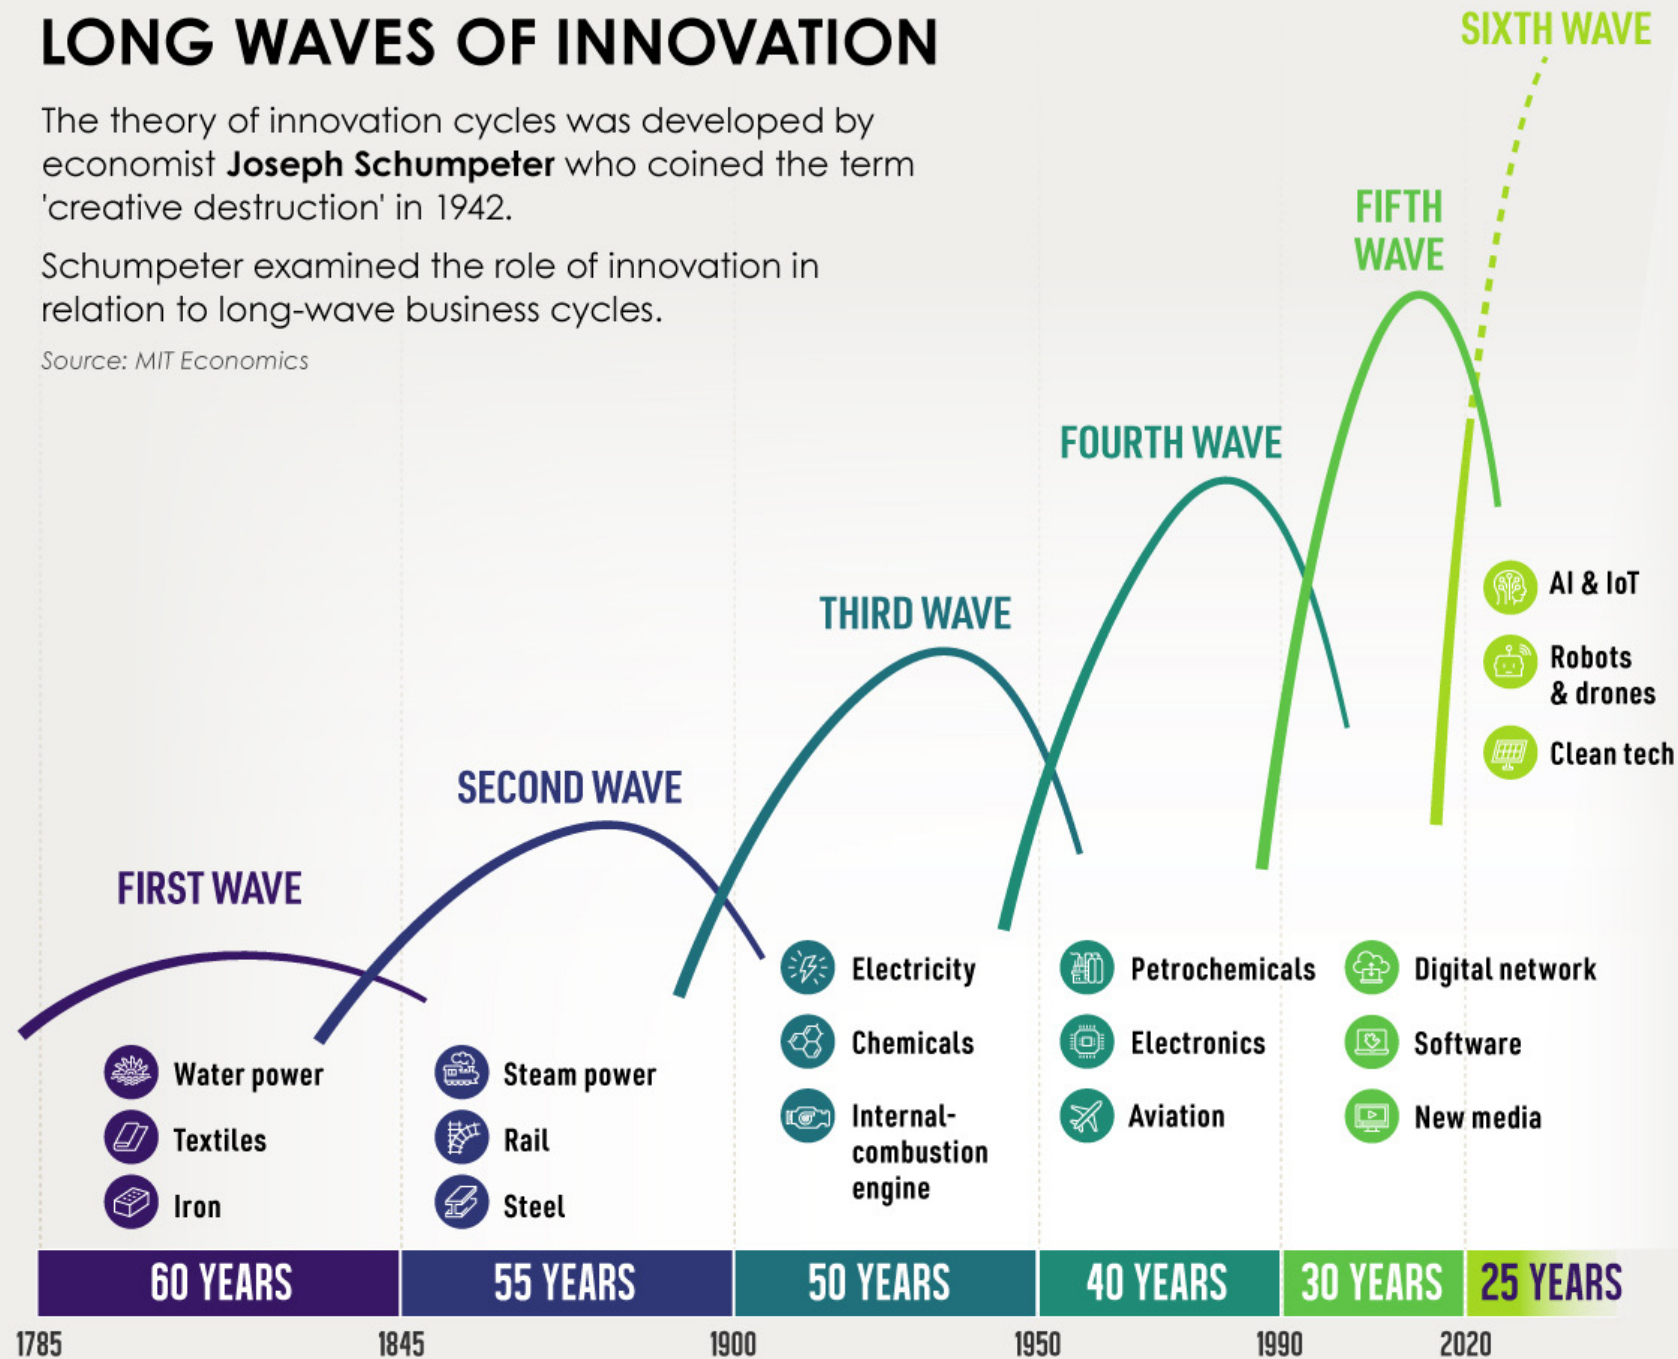 LONG WAVES OF INNOVATION
The theory of innovation cycles was developed by
economist Joseph Schumpeter who coined the term
'creative destruction' in 1942.
Schumpeter examined the role of innovation in
relation to long-wave business cycles.
Source: MIT Economics
FIRST WAVE
Water power
Textiles
Iron
60 YEARS
SECOND WAVE
Steam power
Rail
Steel
55 YEARS
THIRD WAVE
Electricity
Chemicals
Internal-
combustion
engine
50 YEARS
FOURTH WAVE
Petrochemicals
Electronics
Aviation
40 YEARS
FIFTH
WAVE
Digital network
Software
New media
30 YEARS
SIXTH WAVE
AI & IoT
Robots
& drones
Clean tech
25 YEARS
1785 1845 1900 1950 1990 2020